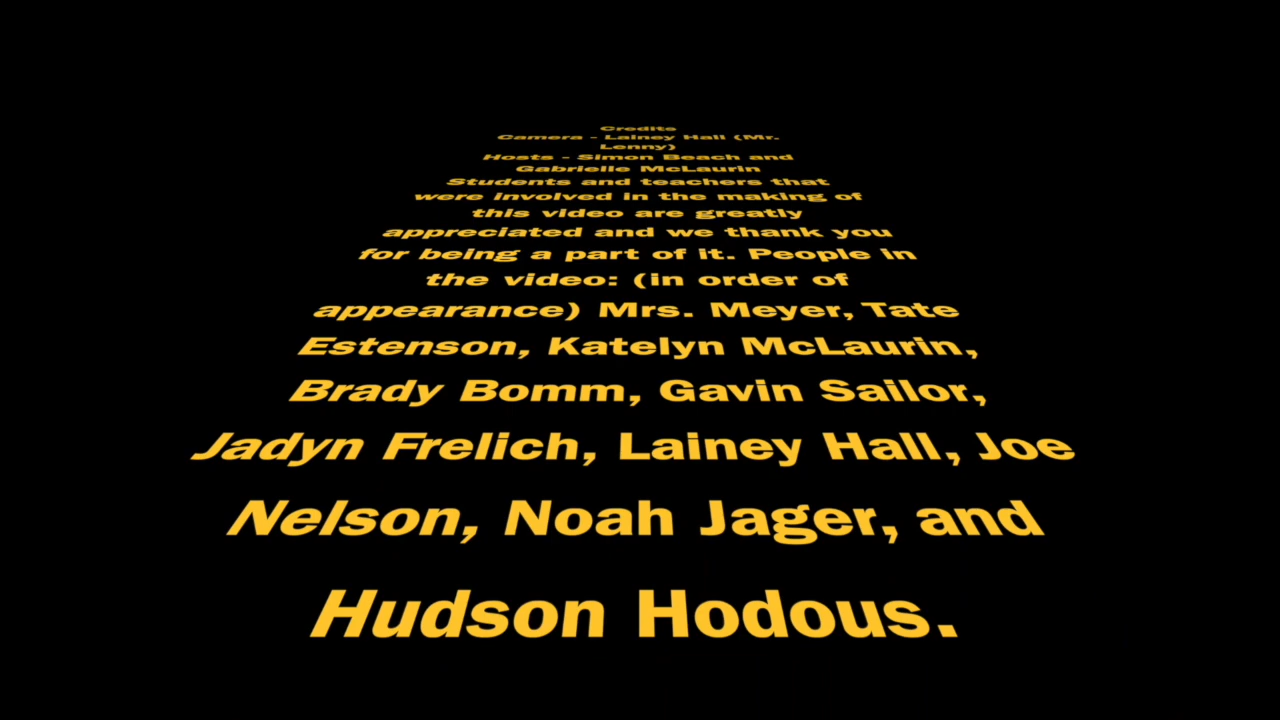 Credits
Camera - Lainey Hall (Mr.
Lenny)
Hosts - Simon Beach and
Gabrielle McLaurin
Students and teachers that
were involved in the making of
this video are greatly
appreciated and we thank you
for being a part of it. People in
the video: (in order of
appearance) Mrs. Meyer, Tate
Estenson, Katelyn McLaurin,
Brady Bomm, Gavin Sailor,
Jadyn Frelich, Lainey Hall, Joe
Nelson, Noah Jager, and
Hudson Hodous.